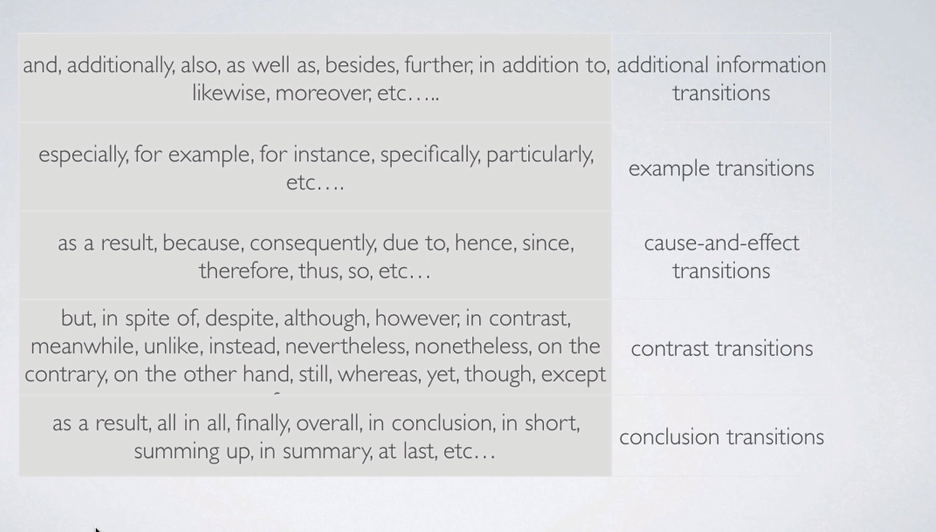 and, additionally, also, as well as, besides, further, in addition to,
likewise, moreover, etc…..
additional information
transitions
especially, for example, for instance, specifically, particularly,
etc….
example transitions
as a result, because, consequently, due to, hence, since,
therefore, thus, so, etc…
cause-and-effect
transitions
but, in spite of, despite, although, however, in contrast,
meanwhile, unlike, instead, nevertheless, nonetheless, on the
contrary, on the other hand, still, whereas, yet, though, except
contrast transitions
as a result, all in all, finally, overall, in conclusion, in short,
summing up, in summary, at last, etc…
conclusion transitions